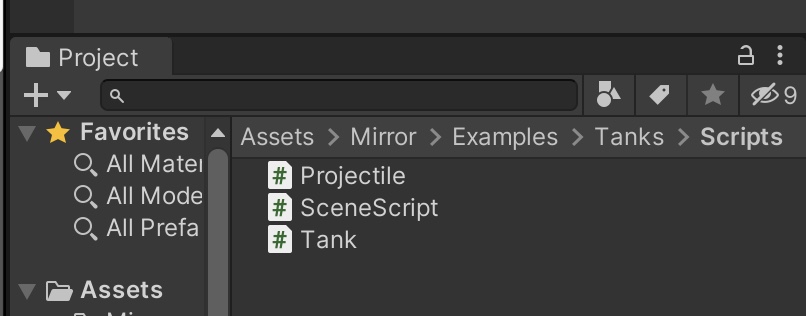 Project
9
Favorites
All Mater
All Mode
All Prefa
Assets
Assets > Mirror > Examples > Tanks > Scripts
# Projectile
# SceneScript
# Tank